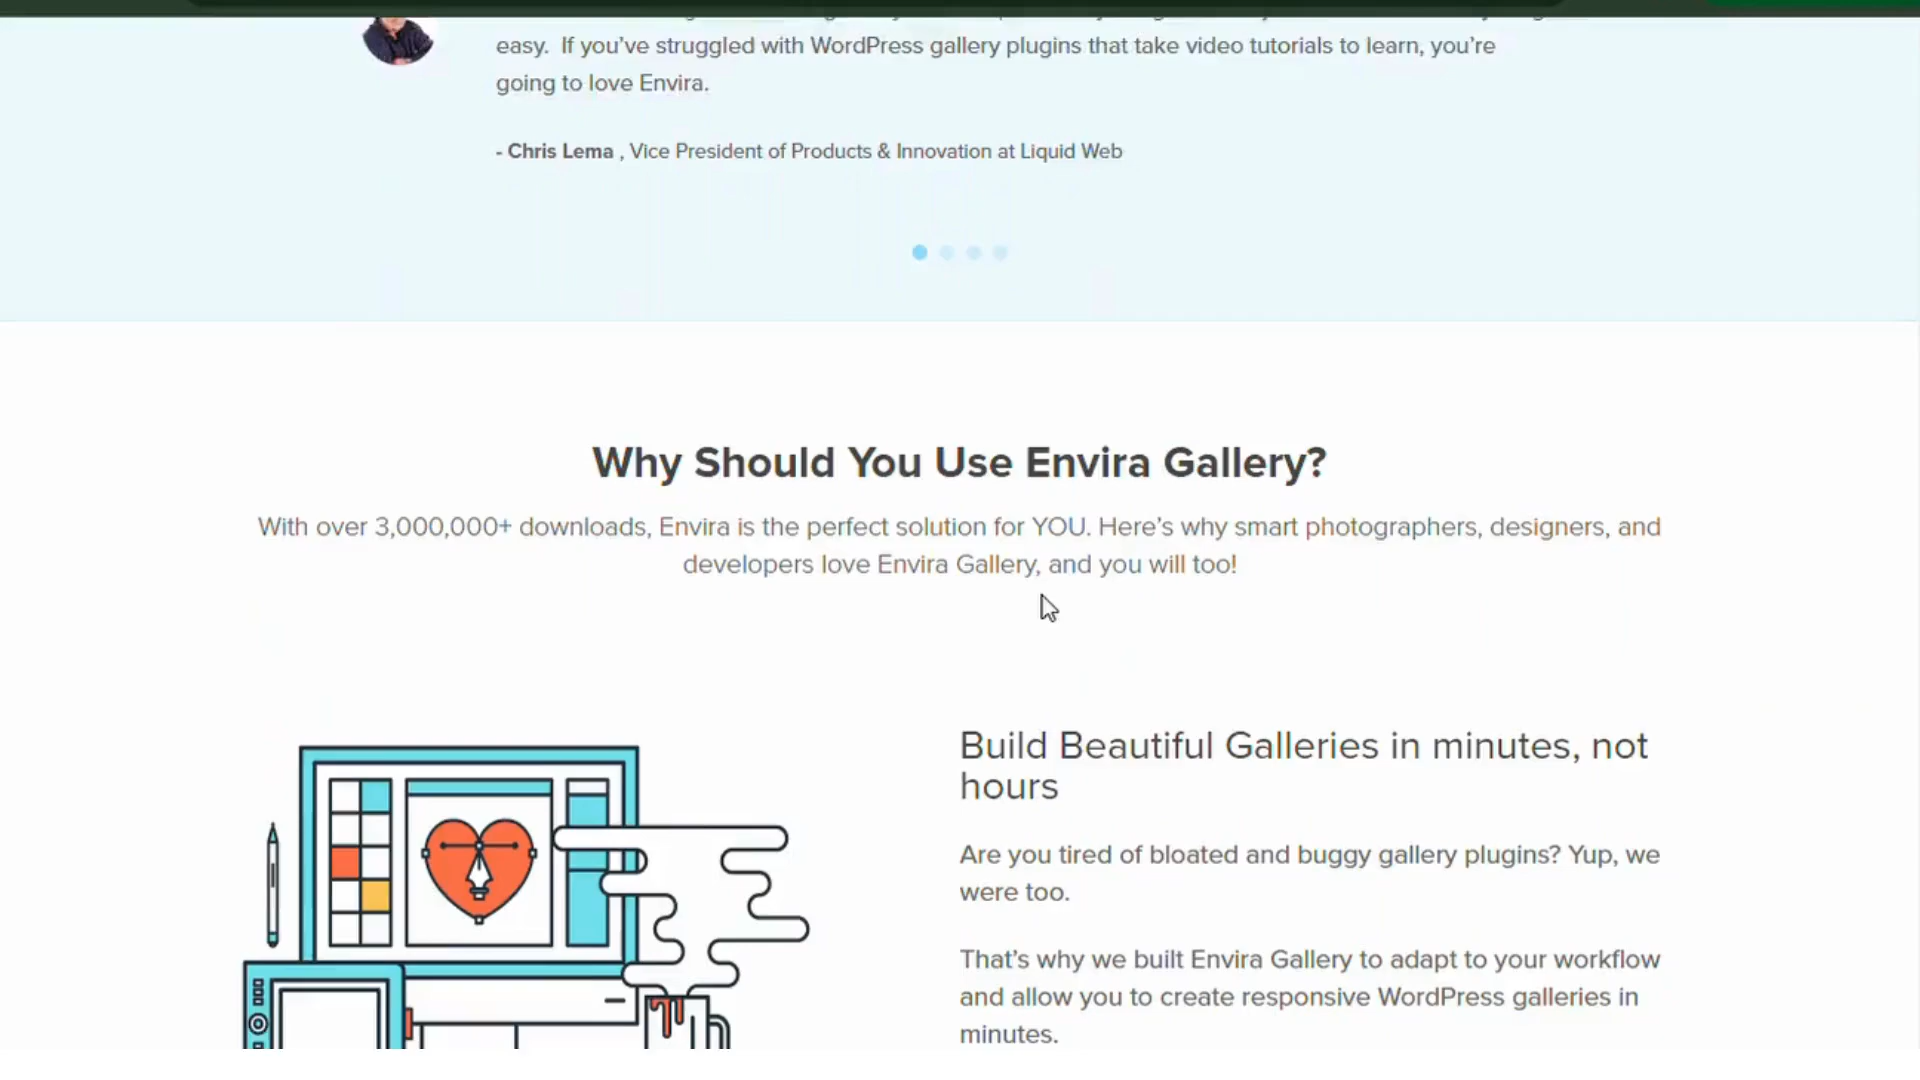 easy. If you’ve struggled with WordPress gallery plugins that take video tutorials to learn, you’re
going to love Envira.
- Chris Lema , Vice President of Products & Innovation at Liquid Web
Why Should You Use Envira Gallery?
With over 3,000,000+ downloads, Envira is the perfect solution for YOU. Here’s why smart photographers, designers, and
developers love Envira Gallery, and you will too!
Build Beautiful Galleries in minutes, not
hours
Are you tired of bloated and buggy gallery plugins? Yup, we
were too.
That’s why we built Envira Gallery to adapt to your workflow
and allow you to create responsive WordPress galleries in
minutes.